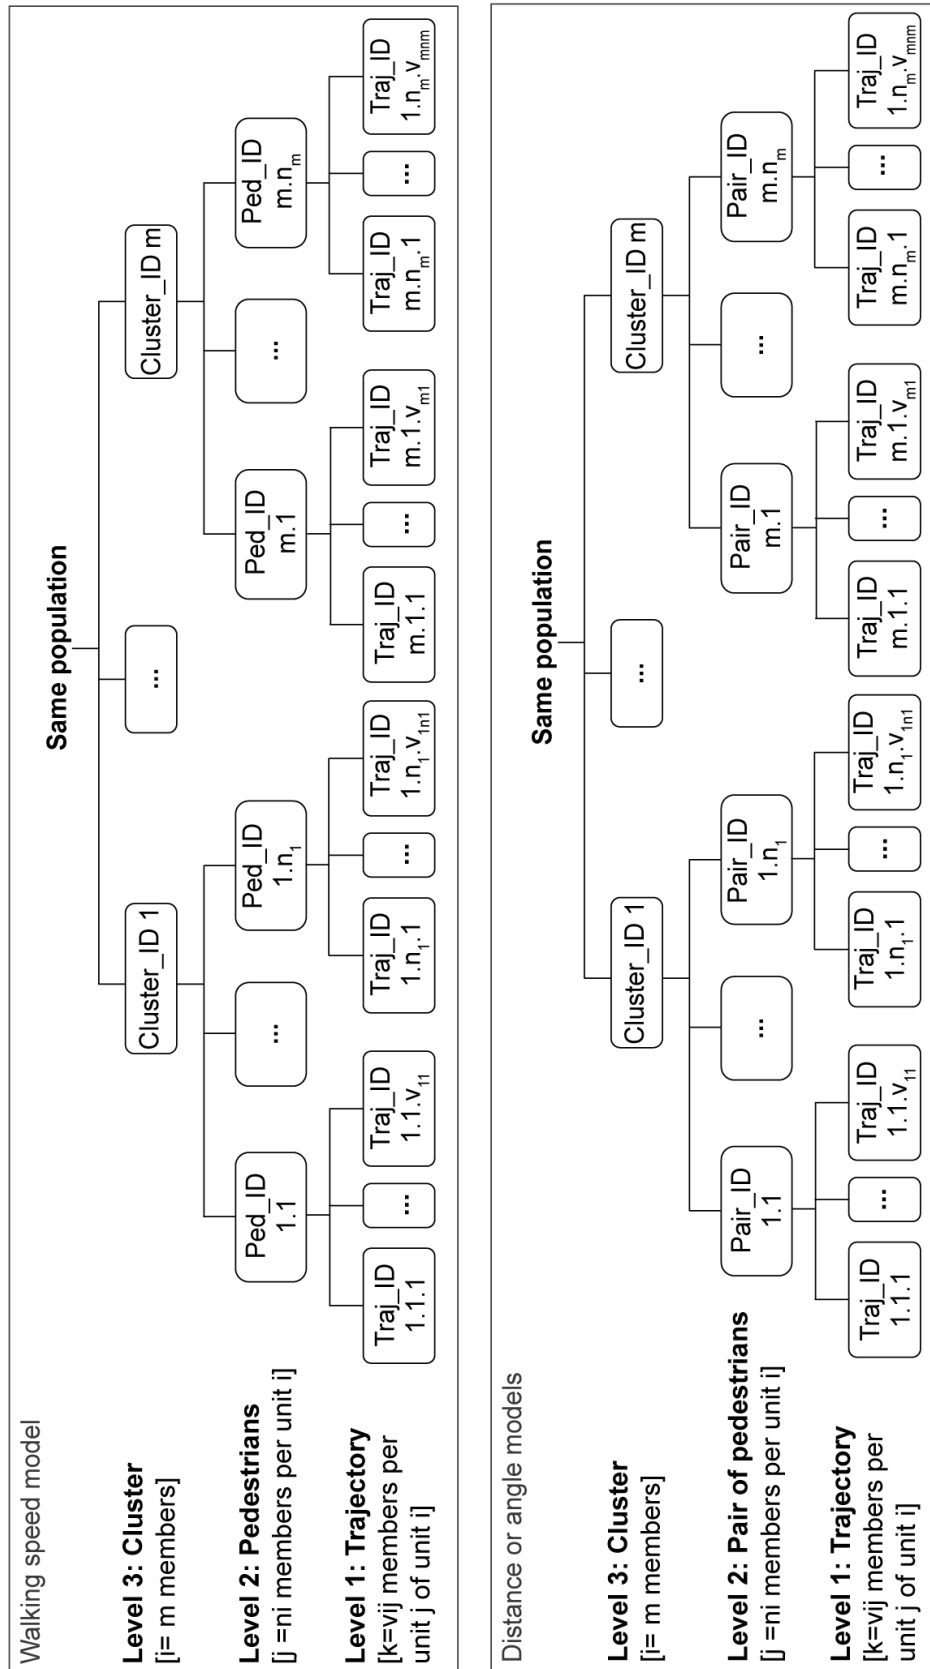 Walking speed model
Same population
Level 3: Cluster
[i= m members]
Cluster_ID 1
...
Cluster_ID m
Level 2: Pedestrians
[j =ni members per unit i]
Ped_ID
1.1
...
Ped_ID
1.n₁
Ped_ID
m.1
...
Ped_ID
m.nₘ
Level 1: Trajectory
[k=vij members per
unit j of unit i]
Traj_ID
1.1.1
...
Traj_ID
1.1.v₁₁
Traj_ID
1.n₁.1
...
Traj_ID
1.n₁.v₁ₙ₁
Traj_ID
m.1.1
...
Traj_ID
m.1.vₘ₁
Traj_ID
m.nₘ.1
...
Traj_ID
1.nₘ.vₘₙₘ
Distance or angle models
Same population
Level 3: Cluster
[i= m members]
Cluster_ID 1
...
Cluster_ID m
Level 2: Pair of pedestrians
[j =ni members per unit i]
Pair_ID
1.1
...
Pair_ID
1.n₁
Pair_ID
m.1
...
Pair_ID
m.nₘ
Level 1: Trajectory
[k=vij members per
unit j of unit i]
Traj_ID
1.1.1
...
Traj_ID
1.1.v₁₁
Traj_ID
1.n₁.1
...
Traj_ID
1.n₁.v₁ₙ₁
Traj_ID
m.1.1
...
Traj_ID
m.1.vₘ₁
Traj_ID
m.nₘ.1
...
Traj_ID
1.nₘ.vₘₙₘ